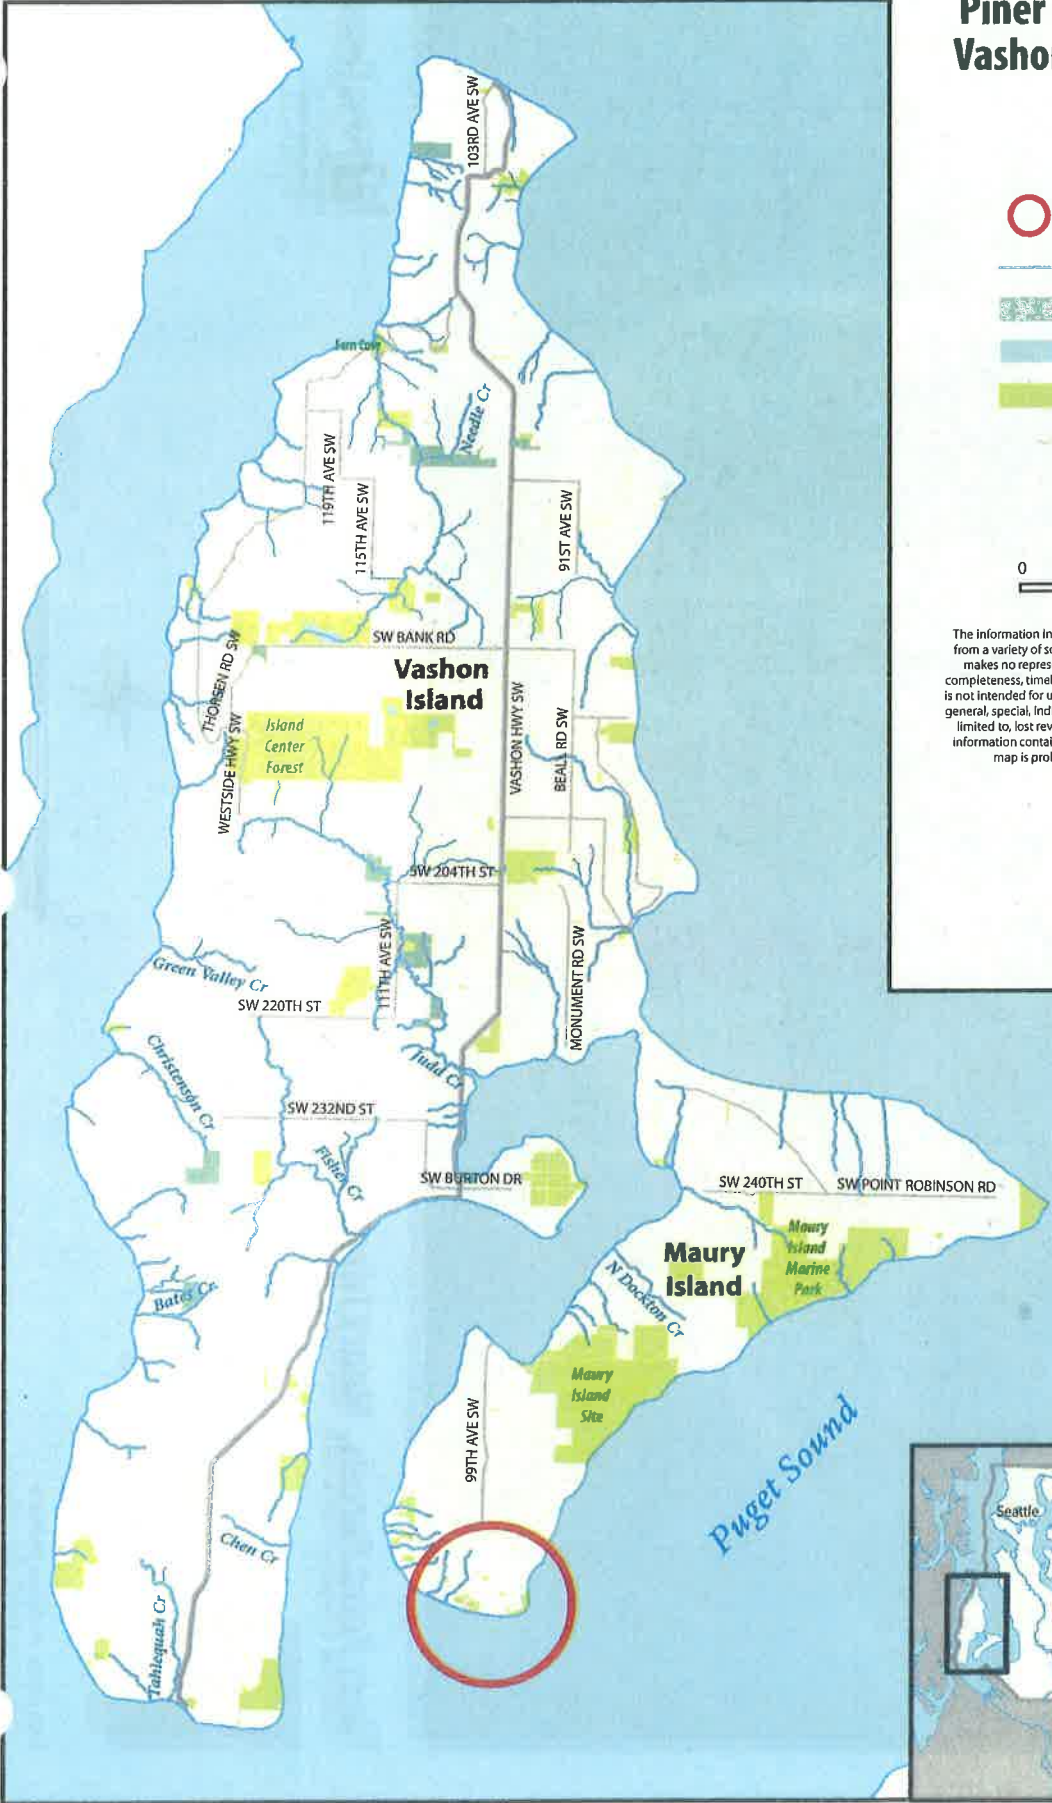 Piner
Vasho
103RD AVE SW
Fern Cove
Needle Cr
119TH AVE SW
115TH AVE SW
91ST AVE SW
SW BANK RD
Vashon
Island
THORSEN RD SW
WESTSIDE HWY SW
Island
Center
Forest
VASHON HWY SW
BEALL RD SW
SW 204TH ST
111TH AVE SW
MONUMENT RD SW
Green Valley Cr
SW 220TH ST
Christenson Cr
Judd Cr
SW 232ND ST
Fisher Cr
SW BURTON DR
SW 240TH ST
SW POINT ROBINSON RD
Maury
Island
Marine
Park
Maury
Island
N Dockton Cr
Bates Cr
Maury
Island
Site
99TH AVE SW
Puget Sound
Chen Cr
Tahlequah Cr
0
The information in
from a variety of so
makes no repres
completeness, timel
is not intended for u
general, special, ind
limited to, lost rev
information contai
map is prol
Seattle